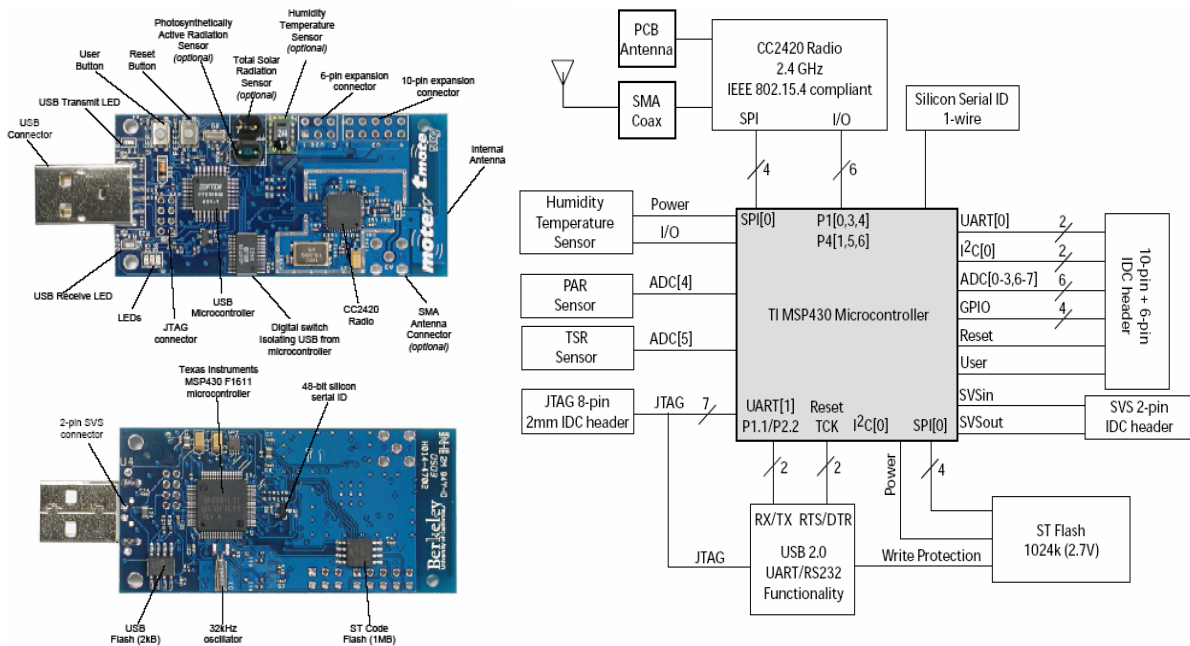 Photosynthetically
Active Radiation
Sensor
(optional)
Humidity
Temperature
Sensor
(optional)
User
Button
Reset
Button
Total Solar
Radiation
Sensor
(optional)
6-pin expansion
connector
10-pin expansion
connector
USB Transmit LED
USB
Connector
Internal
Antenna
FTDI
tmote
moteiv
USB Receive LED
LEDs
JTAG
connector
USB
Microcontroller
Digital switch
Isolating USB from
microcontroller
CC2420
Radio
SMA
Antenna
Connector
(optional)
Texas Instruments
MSP430 F1611
microcontroller
48-bit silicon
serial ID
2-pin SVS
connector
U4
Berkeley
USB
Flash (2kB)
32kHz
oscillator
ST Code
Flash (1MB)
PCB
Antenna
SMA
Coax
CC2420 Radio
2.4 GHz
IEEE 802.15.4 compliant
SPI I/O
Silicon Serial ID
1-wire
4 6
Humidity
Temperature
Sensor
Power
I/O
PAR
Sensor
ADC[4]
TSR
Sensor
ADC[5]
JTAG 8-pin
2mm IDC header
JTAG 7
SPI[0] P1[0,3,4]
P4[1,5,6]
TI MSP430 Microcontroller
UART[1] Reset
P1.1/P2.2 TCK I2C[0] SPI[0]
UART[0] 2
I2C[0] 2
ADC[0-3,6-7] 6
GPIO 4
Reset
User
10-pin + 6-pin
IDC header
SVSin
SVSout
SVS 2-pin
IDC header
2 2 Power 4
RX/TX RTS/DTR
USB 2.0
UART/RS232
Functionality
JTAG
Write Protection
ST Flash
1024k (2.7V)